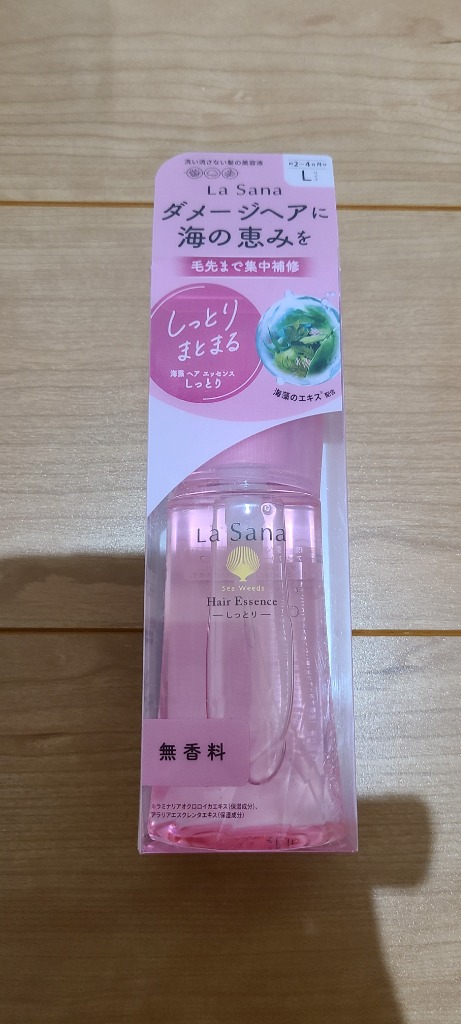 洗い流さない髪の美容液
約2~4カ月分
Lサイズ
La Sana
ダメージヘアに
海の恵みを
毛先まで集中補修
しっとり
まとまる
海藻 ヘア エッセンス
しっとり
海藻のエキス※配合
La Sana
Sea Weeds
Hair Essence
—しっとり—
無香料
※ラミナリアオクロロイカエキス(保湿成分)、
アラリアエスクレンタエキス(保湿成分)